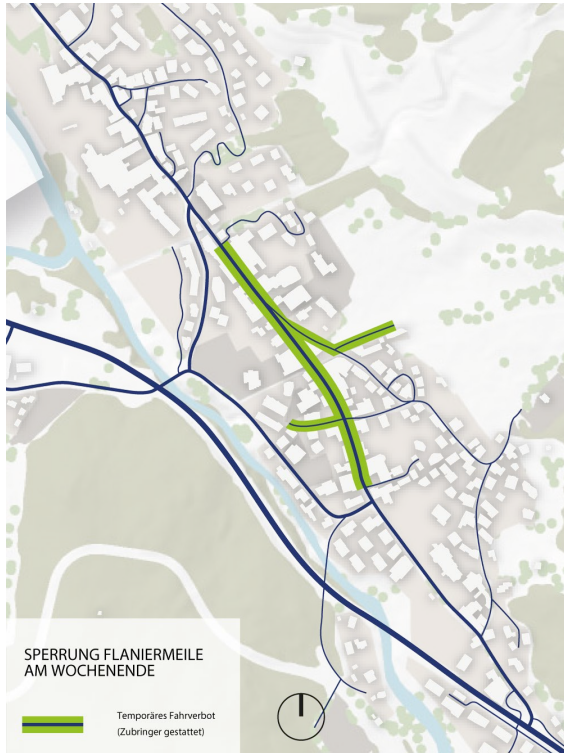 SPERRUNG FLANIERMEILE
AM WOCHENENDE
Temporäres Fahrverbot
(Zubringer gestattet)